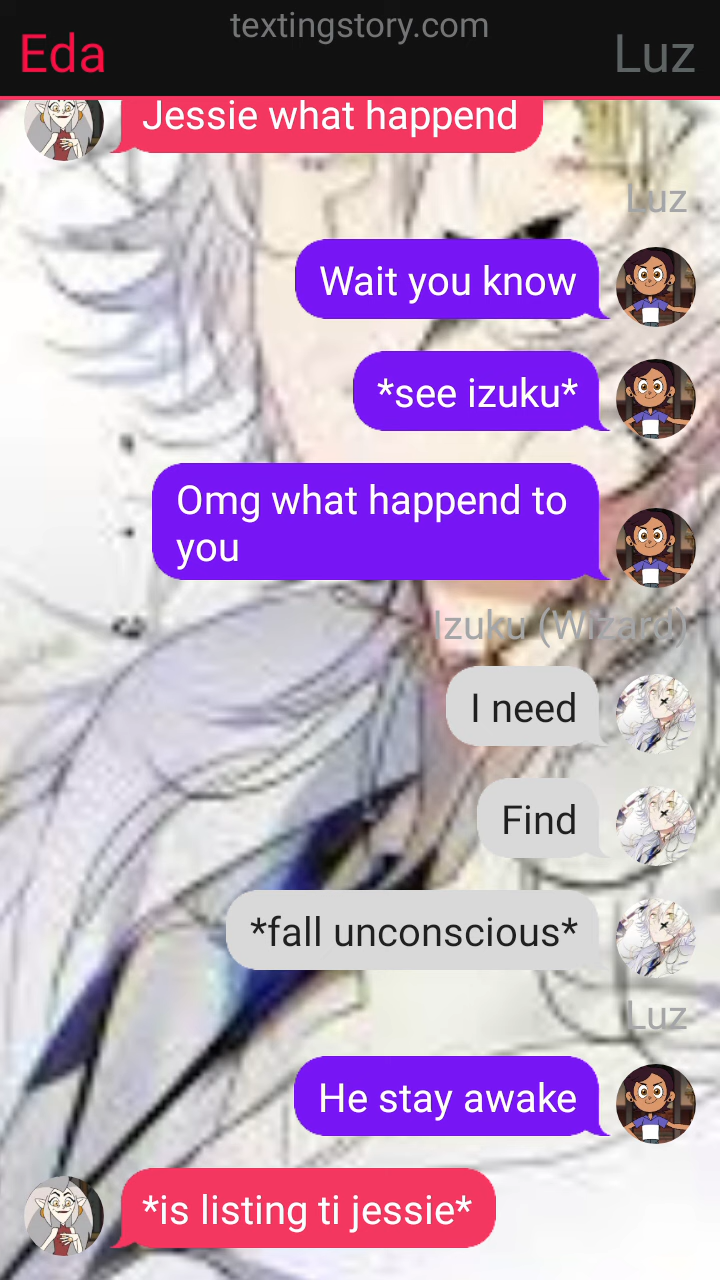 textingstory.com
Eda
Luz
Jessie what happend
Luz
Wait you know
*see izuku*
Omg what happend to
you
Izuku (Wizard)
I need
Find
*fall unconscious*
Luz
He stay awake
*is listing ti jessie*